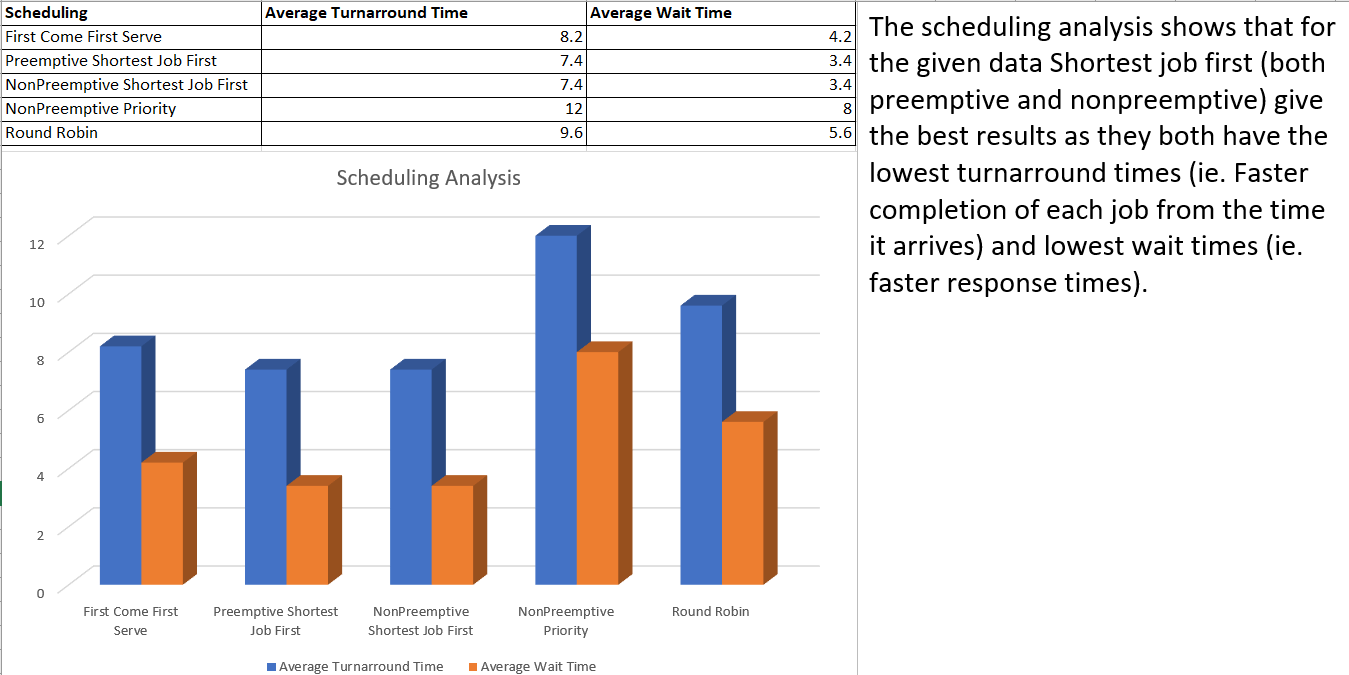 Scheduling Average Turnarround Time Average Wait Time
First Come First Serve 8.2 4.2
Preemptive Shortest Job First 7.4 3.4
NonPreemptive Shortest Job First 7.4 3.4
NonPreemptive Priority 12 8
Round Robin 9.6 5.6
The scheduling analysis shows that for
the given data Shortest job first (both
preemptive and nonpreemptive) give
the best results as they both have the
lowest turnarround times (ie. Faster
completion of each job from the time
it arrives) and lowest wait times (ie.
faster response times).
Scheduling Analysis
12
10
8
6
4
2
0
First Come First
Serve
Preemptive Shortest
Job First
NonPreemptive
Shortest Job First
NonPreemptive
Priority
Round Robin
Average Turnarround Time Average Wait Time